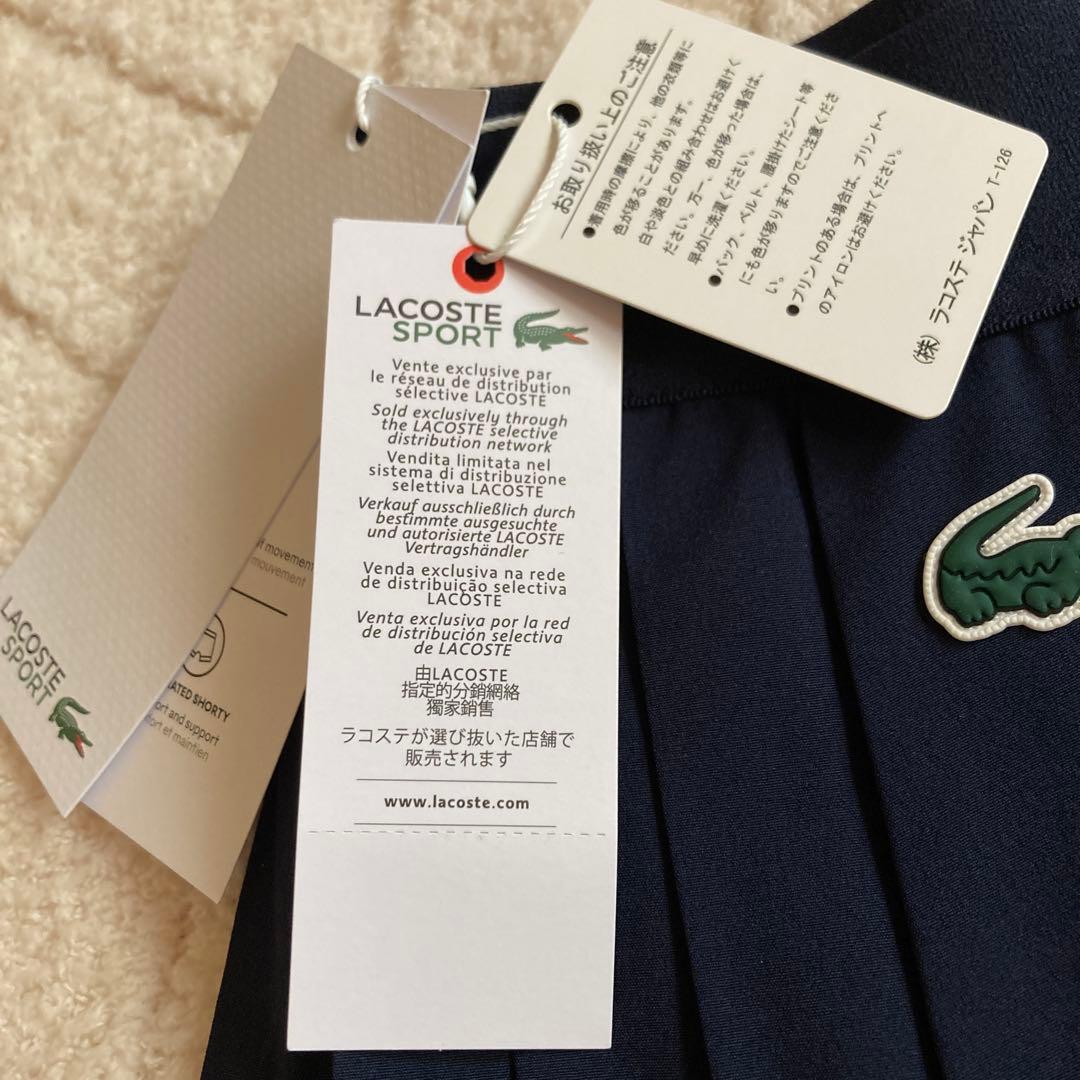 お取り扱い上のご注意
●着用時の摩擦により、他の衣類等に
色が移ることがあります。
白や淡色との組み合わせはお避けく
ださい。万一、色が移った場合は、
早めに洗濯ください。
●バック、ベルト、腰掛けたシート等
にも色が移りますのでご注意くださ
い。
●プリントのある場合は、プリントへ
のアイロンはお避けください。
(株) ラコステ ジャパン T-126
LACOSTE
SPORT
Vente exclusive par
le réseau de distribution
sélective LACOSTE
Sold exclusively through
the LACOSTE selective
distribution network
Vendita limitata nel
sistema di distribuzione
selettiva LACOSTE
Verkauf ausschließlich durch
bestimmte ausgesuchte
und autorisierte LACOSTE
Vertragshändler
Venda exclusiva na rede
de distribuição selectiva
LACOSTE
Venta exclusiva por la red
de distribución selectiva
de LACOSTE
由LACOSTE
指定的分銷網絡
獨家銷售
ラコステが選び抜いた店舗で
販売されます
www.lacoste.com
LACOSTE
SPORT
movement
mouvement
SHORTY
and support
et maintien